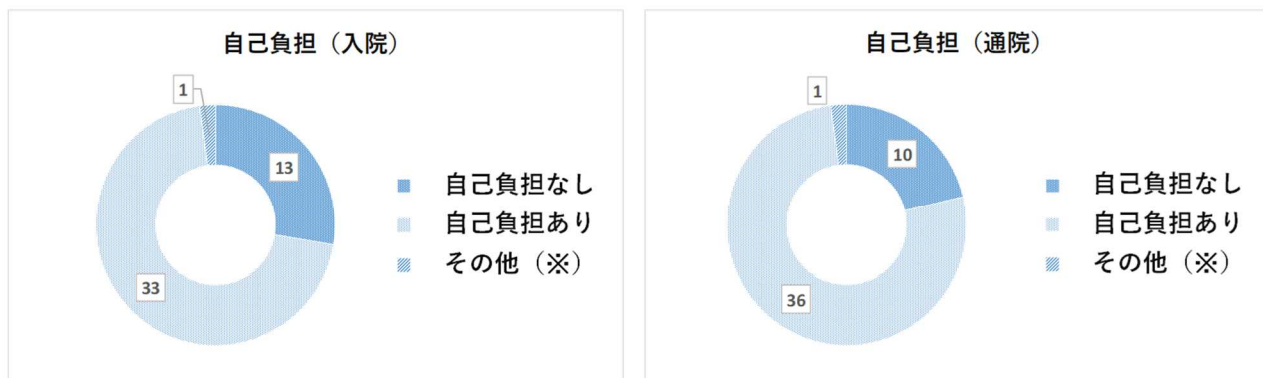 自己負担（入院）
1
13
33
自己負担なし
自己負担あり
その他（※）
自己負担（通院）
1
10
36
自己負担なし
自己負担あり
その他（※）